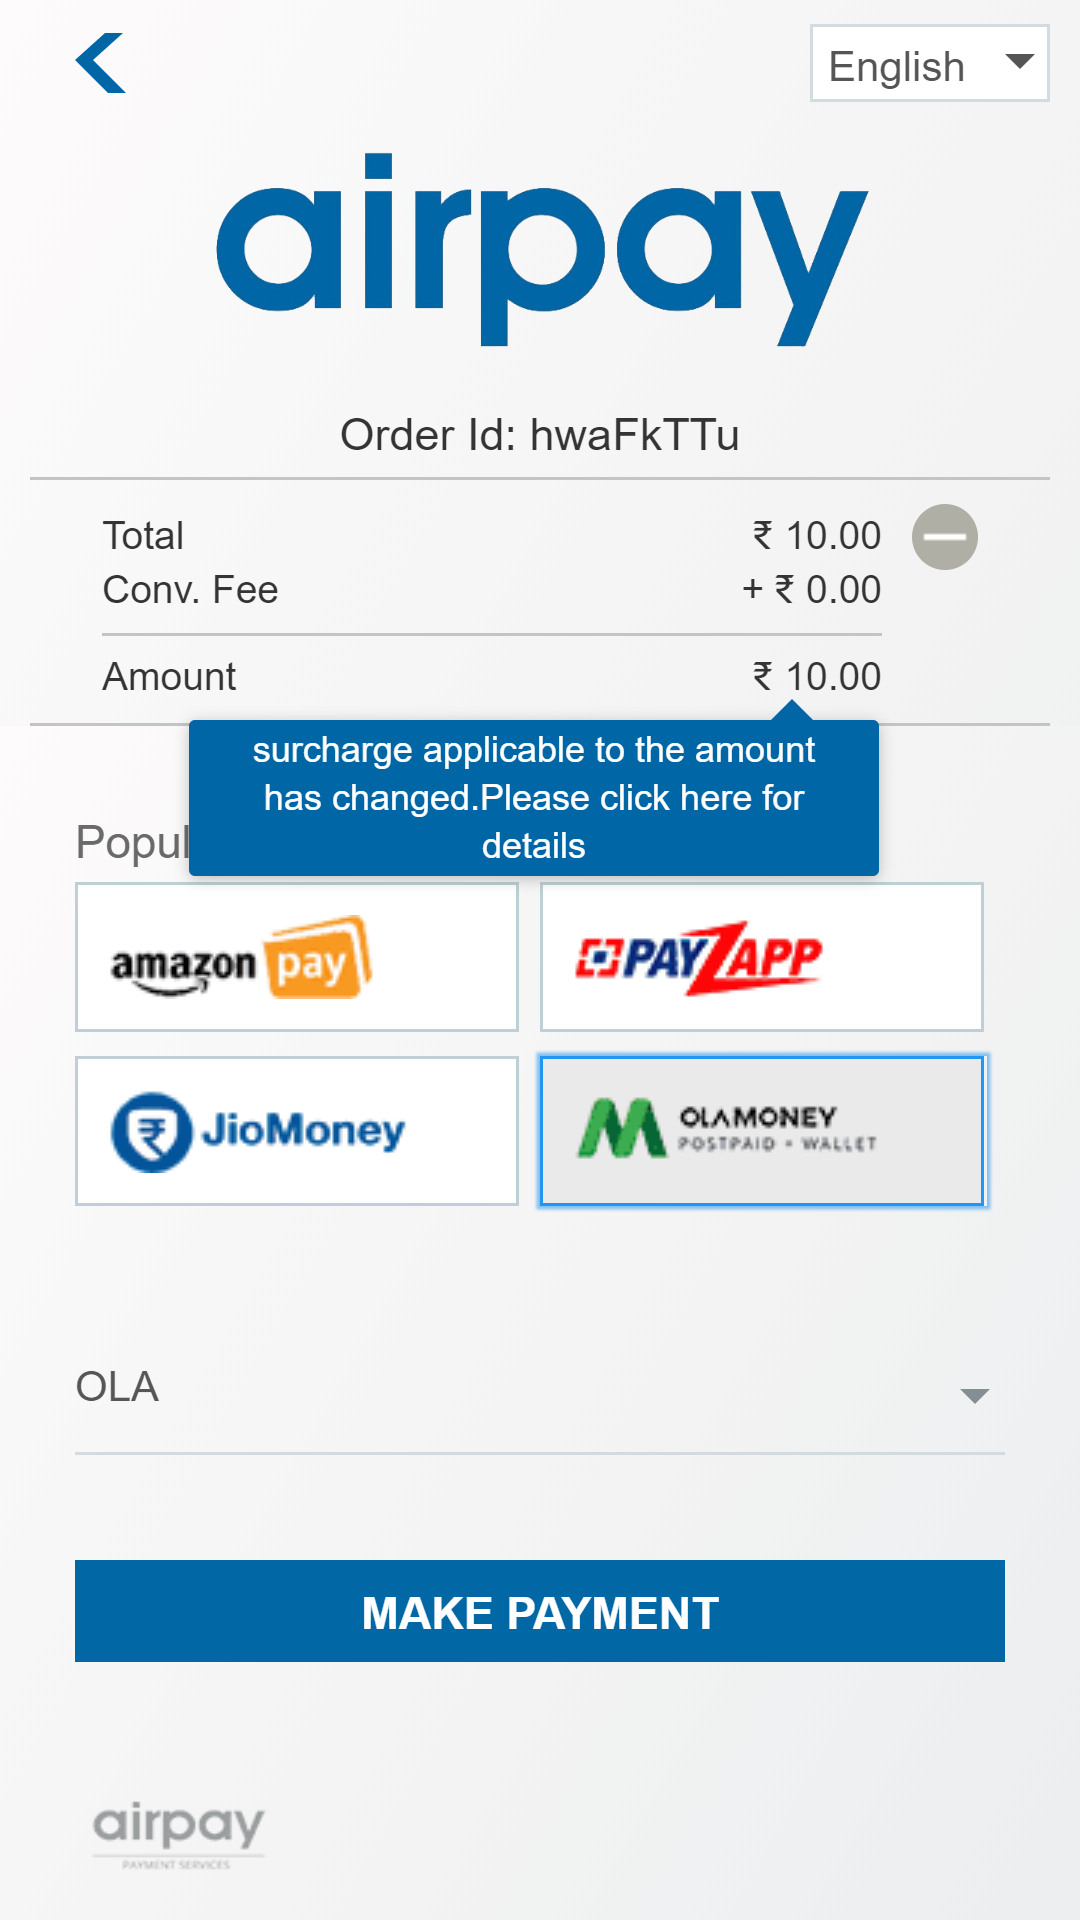 English
airpay
Order Id: hwaFkTTu
Total ₹ 10.00
Conv. Fee + ₹ 0.00
Amount ₹ 10.00
surcharge applicable to the amount
has changed.Please click here for
details
Popul
amazon pay
PAYZAPP
JioMoney
OLAMONEY
POSTPAID • WALLET
OLA
MAKE PAYMENT
airpay
PAYMENT SERVICES